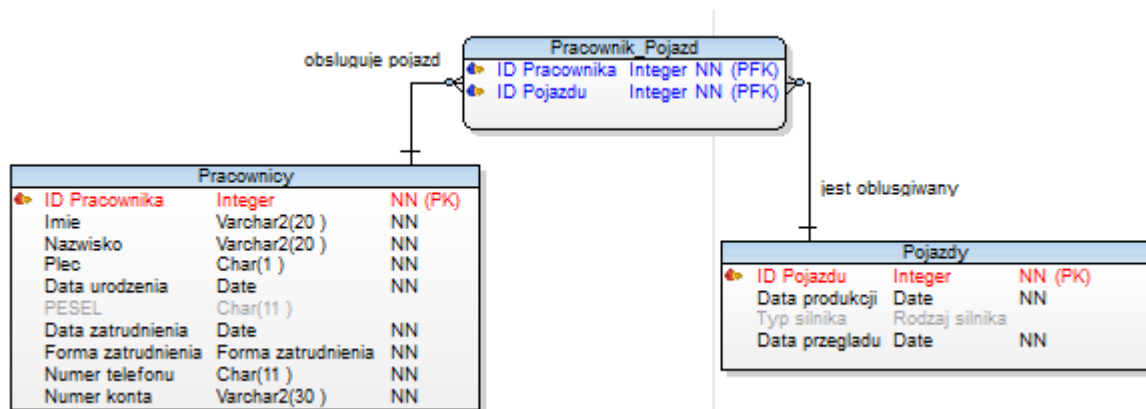 Pracownik_Pojazd
obsluguje pojazd
ID Pracownika Integer NN (PFK)
ID Pojazdu Integer NN (PFK)
Pracownicy
ID Pracownika Integer NN (PK)
Imie Varchar2(20 ) NN
Nazwisko Varchar2(20 ) NN
Plec Char(1 ) NN
Data urodzenia Date NN
PESEL Char(11 )
Data zatrudnienia Date NN
Forma zatrudnienia Forma zatrudnienia NN
Numer telefonu Char(11 ) NN
Numer konta Varchar2(30 ) NN
jest oblusgiwany
Pojazdy
ID Pojazdu Integer NN (PK)
Data produkcji Date NN
Typ silnika Rodzaj silnika
Data przegladu Date NN